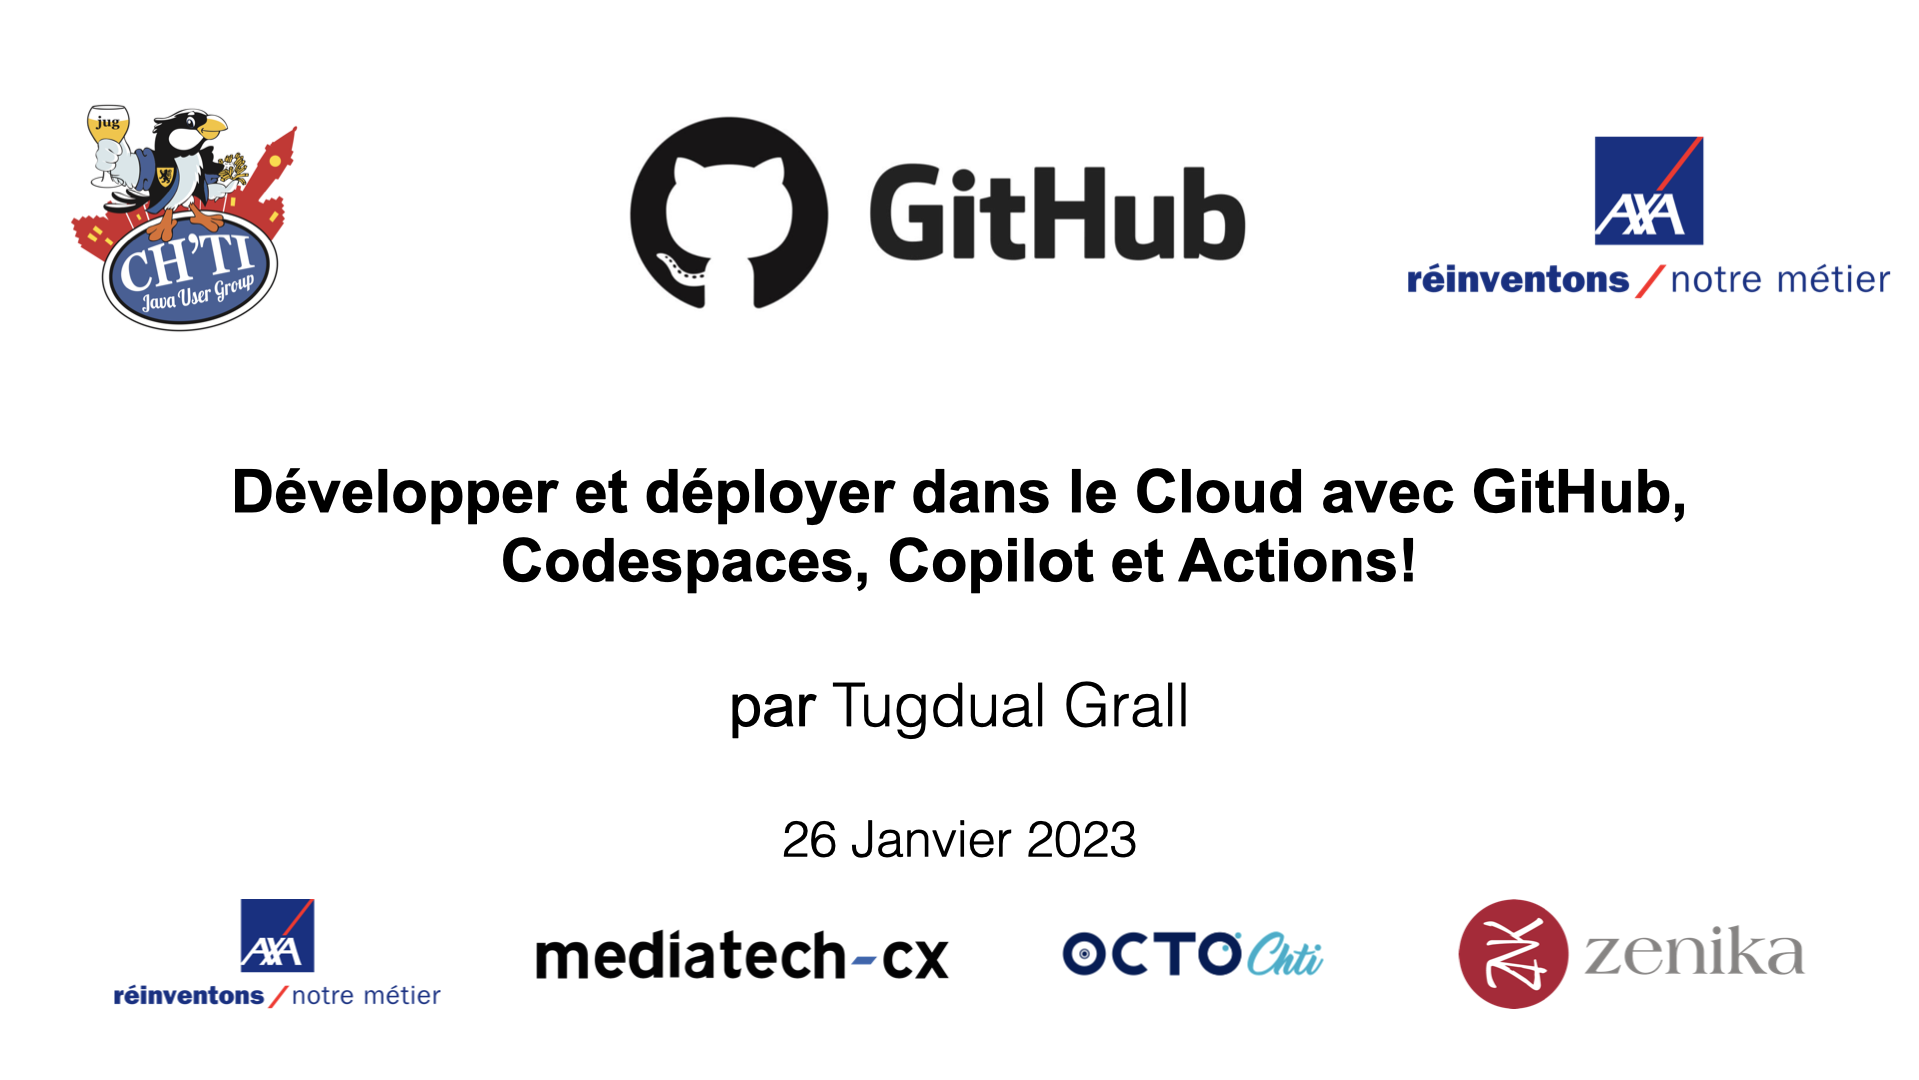 jug
CH'TI
Java User Group
GitHub
AXA
réinventons / notre métier
Développer et déployer dans le Cloud avec GitHub,
Codespaces, Copilot et Actions!
par Tugdual Grall
26 Janvier 2023
AXA
réinventons / notre métier
mediatech-cx
OCTO Chti
zenika